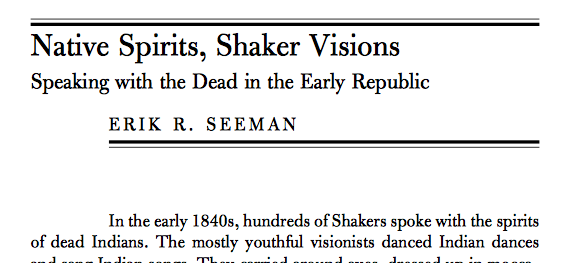 Native Spirits, Shaker Visions
Speaking with the Dead in the Early Republic
ERIK R. SEEMAN
In the early 1840s, hundreds of Shakers spoke with the spirits
of dead Indians. The mostly youthful visionists danced Indian dances
and sang Indian songs. They carried around axes, dressed up in